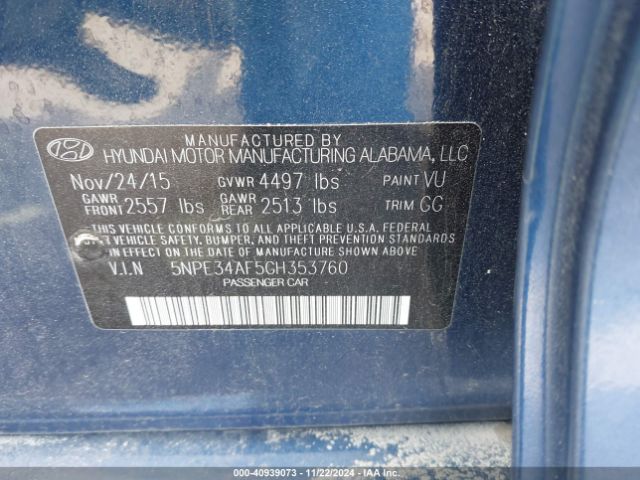 MANUFACTURED BY
HYUNDAI MOTOR MANUFACTURING ALABAMA, LLC
Nov/24/15 GVWR 4497 lbs PAINT VU
GAWR FRONT 2557 lbs GAWR REAR 2513 lbs TRIM GG
THIS VEHICLE CONFORMS TO ALL APPLICABLE U.S.A. FEDERAL
MOTOR VEHICLE SAFETY, BUMPER, AND THEFT PREVENTION STANDARDS
IN EFFECT ON THE DATE OF MANUFACTURE SHOWN ABOVE.
V.I.N 5NPE34AF5GH353760
PASSENGER CAR
000-40939073 - 11/22/2024 - IAA Inc.